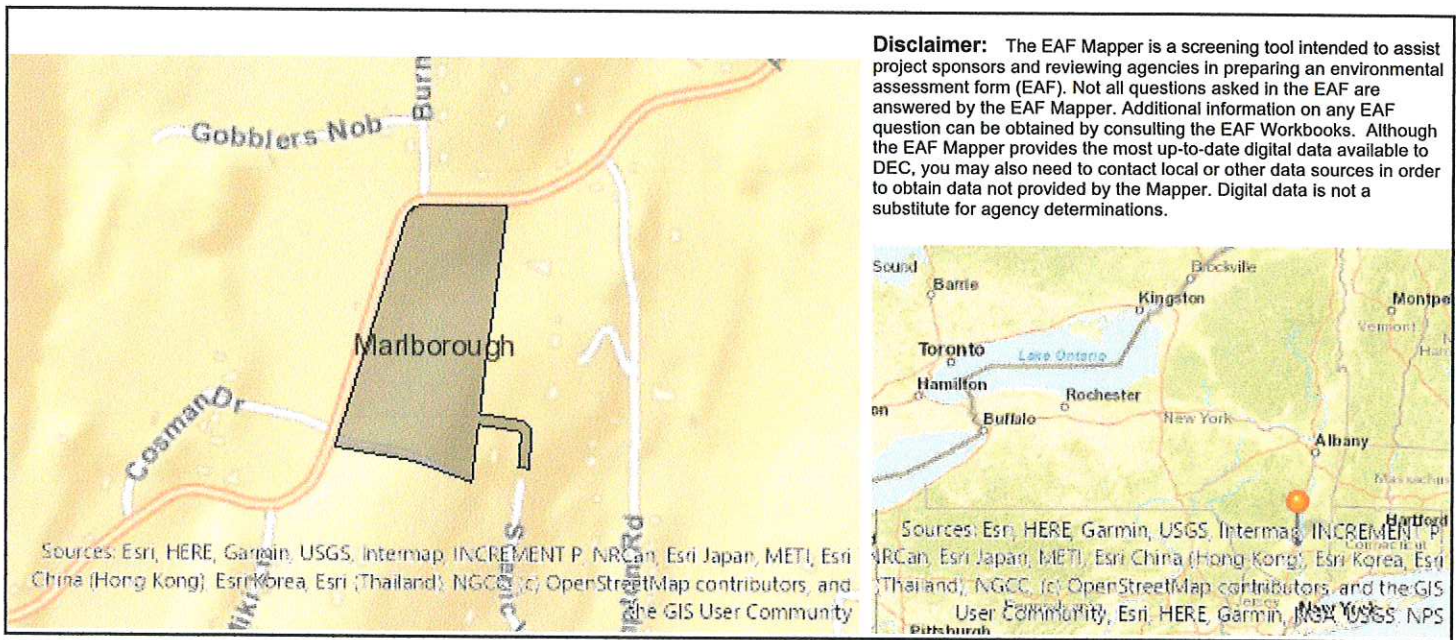 Disclaimer: The EAF Mapper is a screening tool intended to assist
project sponsors and reviewing agencies in preparing an environmental
assessment form (EAF). Not all questions asked in the EAF are
answered by the EAF Mapper. Additional information on any EAF
question can be obtained by consulting the EAF Workbooks. Although
the EAF Mapper provides the most up-to-date digital data available to
DEC, you may also need to contact local or other data sources in order
to obtain data not provided by the Mapper. Digital data is not a
substitute for agency determinations.
Burn
Gobblers Nob
Marlborough
Cosman Dr
Sources: Esri, HERE, Garmin, USGS, Intermap, INCREMENT P, NRCan, Esri Japan, METI, Esri
China (Hong Kong), Esri Korea, Esri (Thailand), NGCC, (c) OpenStreetMap contributors, and
the GIS User Community
Rd
Sound
Barrie
Brockville
Kingston
Montpe
Vermont
Toronto
Lake Ontario
Hamilton
Rochester
on
Buffalo
New York
Albany
Massachus
Hartford
Connecticut
Sources: Esri, HERE, Garmin, USGS, Intermap, INCREMENT P,
NRCan, Esri Japan, METI, Esri China (Hong Kong), Esri Korea, Esri
(Thailand), NGCC, (c) OpenStreetMap contributors, and the GIS
User Community, Esri, HERE, Garmin, NGA, USGS, NPS
New York
Pittsburgh